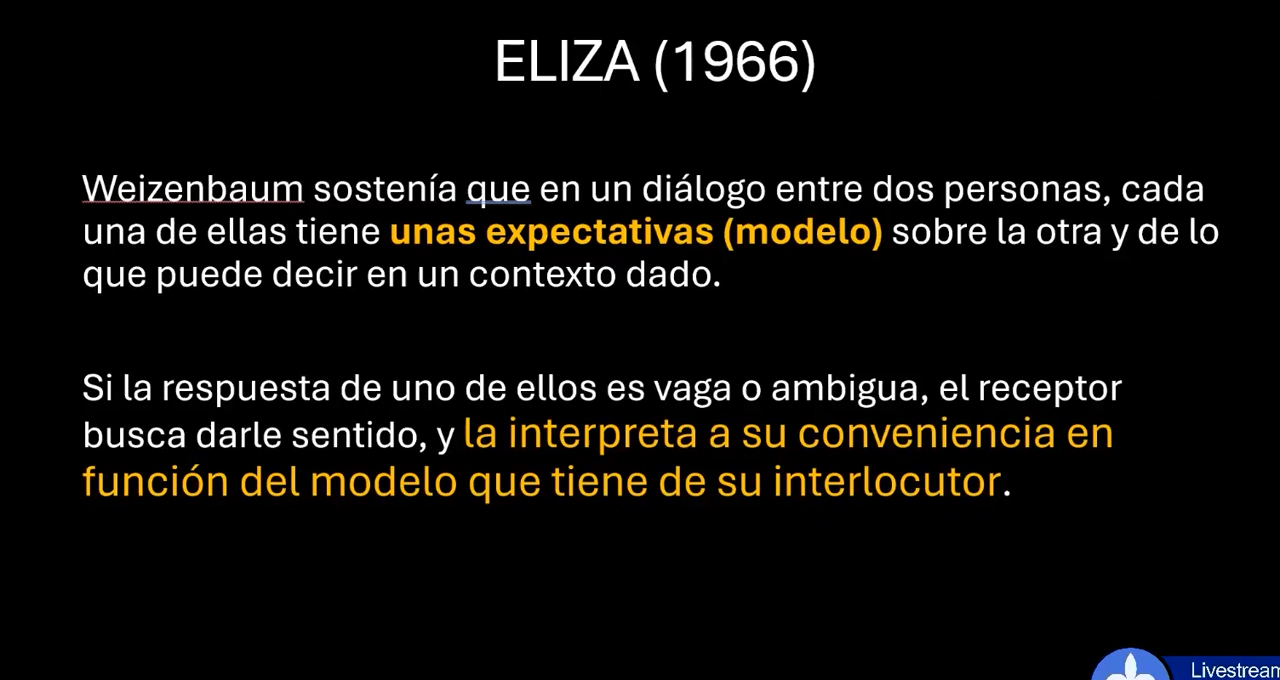 ELIZA (1966)
Weizenbaum sostenía que en un diálogo entre dos personas, cada
una de ellas tiene unas expectativas (modelo) sobre la otra y de lo
que puede decir en un contexto dado.
Si la respuesta de uno de ellos es vaga o ambigua, el receptor
busca darle sentido, y la interpreta a su conveniencia en
función del modelo que tiene de su interlocutor.
Livestream